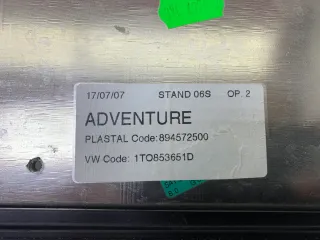 17/07/07 STAND 06S OP. 2
ADVENTURE
PLASTAL Code:894572500
VW Code: 1TO853651D